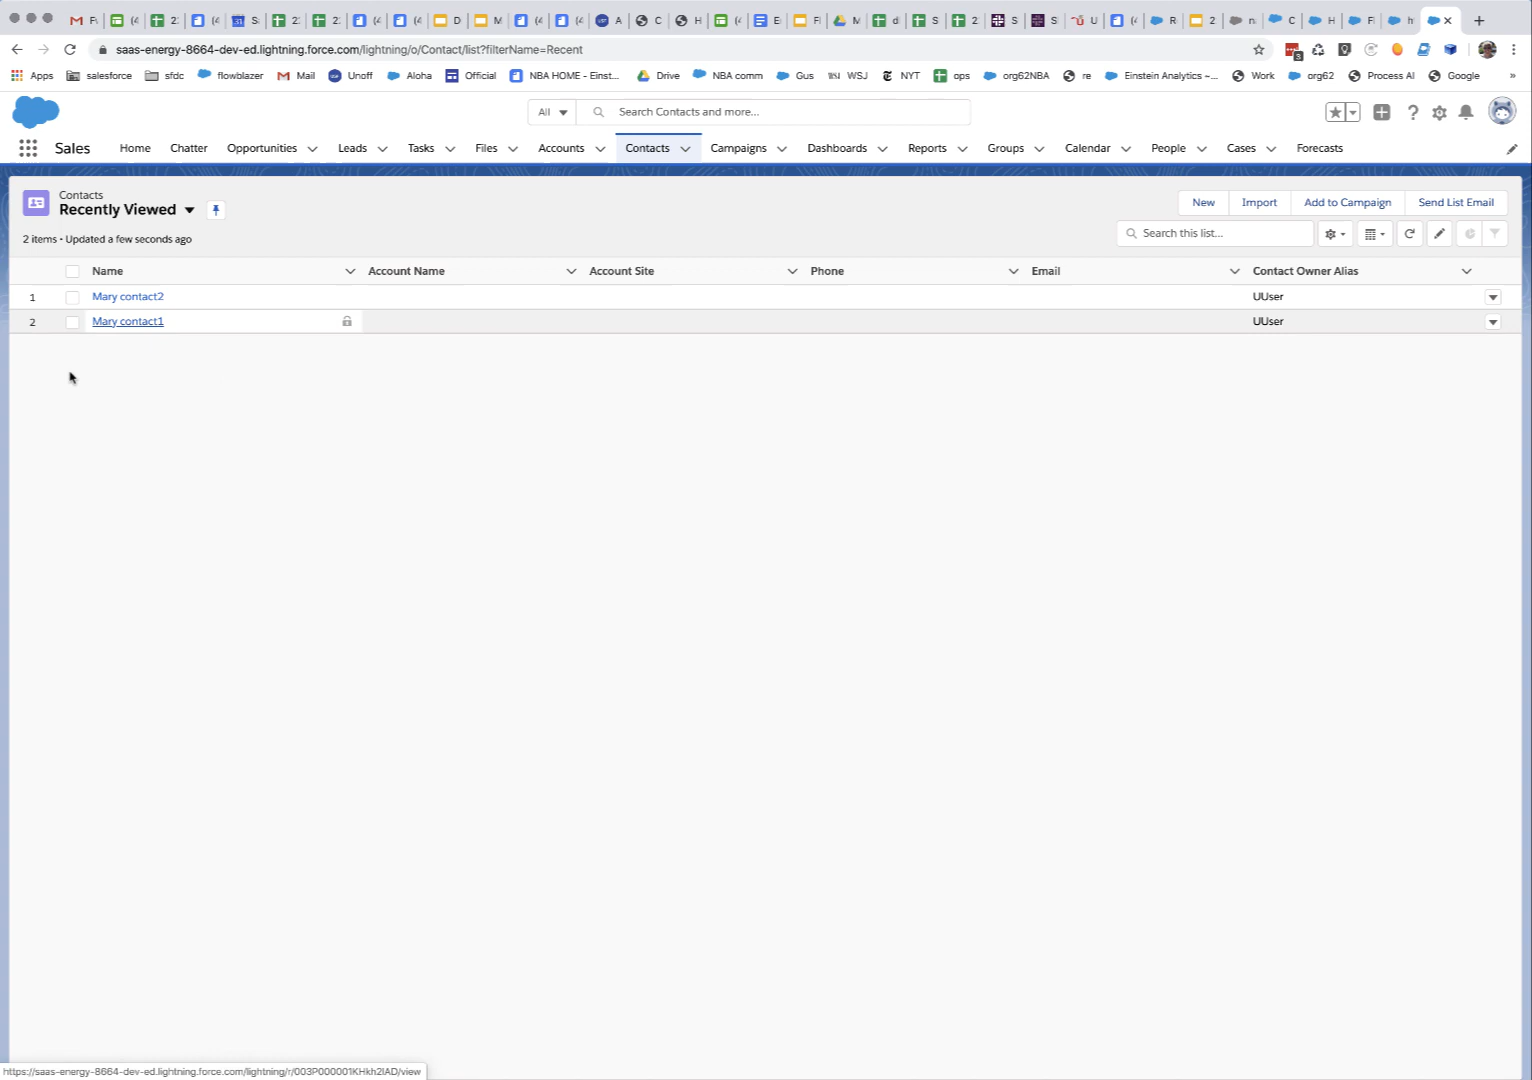 saas-energy-8664-dev-ed.lightning.force.com/lightning/o/Contact/list?filterName=Recent
Apps salesforce sfdc flowblazer Mail Unoff Aloha Official NBA HOME - Einst... Drive NBA comm Gus WSJ NYT ops org62NBA re Einstein Analytics ~... Work org62 Process AI Google »
All Search Contacts and more...
Sales Home Chatter Opportunities Leads Tasks Files Accounts Contacts Campaigns Dashboards Reports Groups Calendar People Cases Forecasts
Contacts
Recently Viewed
New Import Add to Campaign Send List Email
2 items • Updated a few seconds ago
Search this list...
Name Account Name Account Site Phone Email Contact Owner Alias
1 Mary contact2 UUser
2 Mary contact1 UUser
https://saas-energy-8664-dev-ed.lightning.force.com/lightning/r/003P000001KHkh2IAD/view